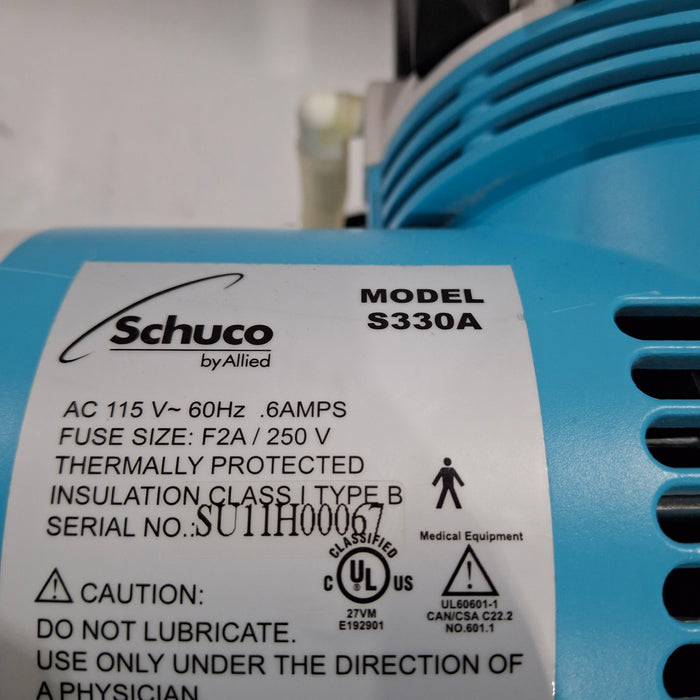 Schuco
by Allied
MODEL
S330A
AC 115 V~ 60Hz .6AMPS
FUSE SIZE: F2A / 250 V
THERMALLY PROTECTED
INSULATION CLASS I TYPE B
SERIAL NO.:SU11H00067
Medical Equipment
CLASSIFIED
C UL ® US
27VM
E192901
UL60601-1
CAN/CSA C22.2
NO.601.1
⚠ CAUTION:
DO NOT LUBRICATE.
USE ONLY UNDER THE DIRECTION OF
A PHYSICIAN